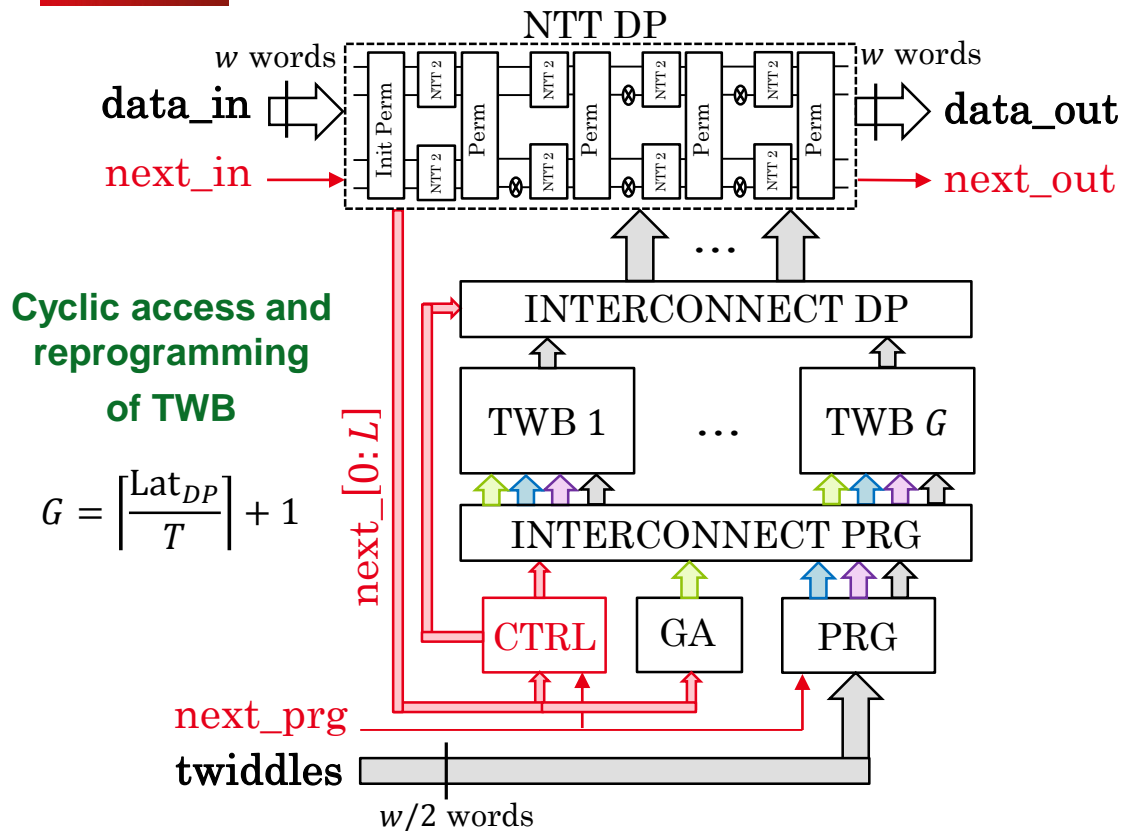 NTT DP
w words
w words
data_in
data_out
next_in
next_out
Init Perm
NTT 2
NTT 2
Perm
NTT 2
NTT 2
Perm
NTT 2
NTT 2
Perm
NTT 2
NTT 2
Perm
...
INTERCONNECT DP
Cyclic access and
reprogramming
of TWB
TWB 1
...
TWB G
G = ⌈Lat_DP / T⌉ + 1
next_[0: L]
INTERCONNECT PRG
CTRL
GA
PRG
next_prg
twiddles
w/2 words